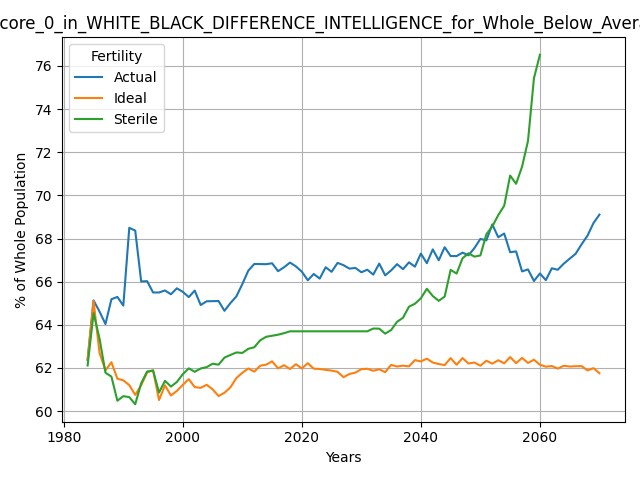 core_0_in_WHITE_BLACK_DIFFERENCE_INTELLIGENCE_for_Whole_Below_Avera
Fertility
Actual
Ideal
Sterile
% of Whole Population
76
74
72
70
68
66
64
62
60
1980 2000 2020 2040 2060
Years